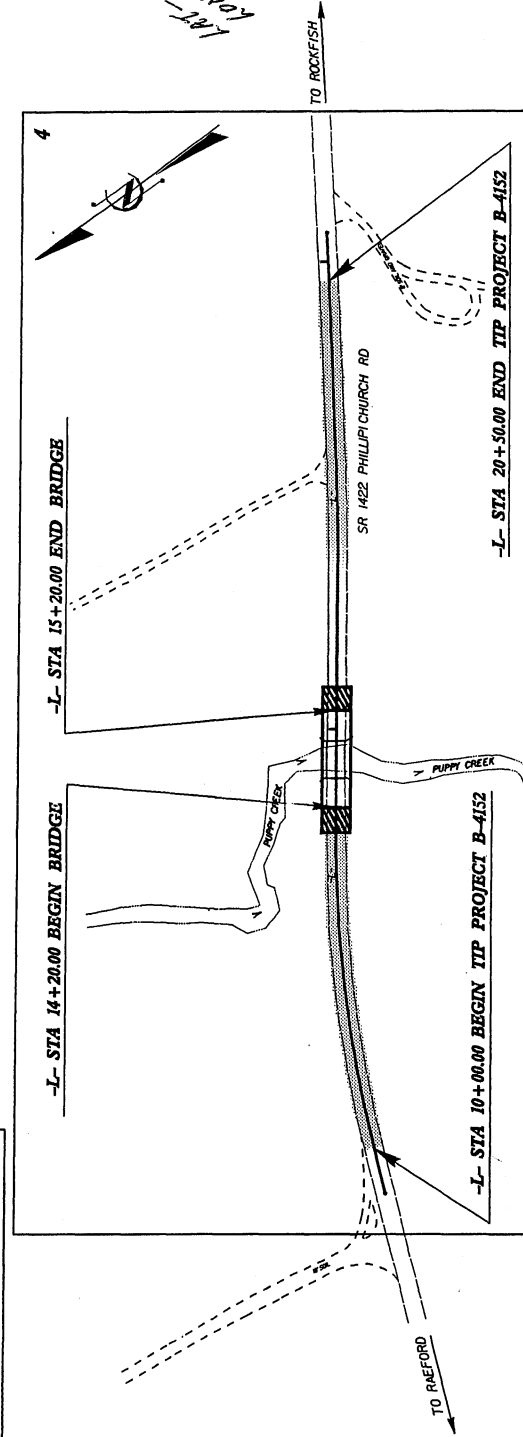 LAT-
TO ROCKFISH
4
-L- STA 15+20.00 END BRIDGE
-L- STA 14+20.00 BEGIN BRIDGE
SR 1422 PHILLIPI CHURCH RD
PUPPY CREEK
PUPPY CREEK
-L- STA 20+50.00 END TIP PROJECT B-4152
-L- STA 10+00.00 BEGIN TIP PROJECT B-4152
TO RAEFORD